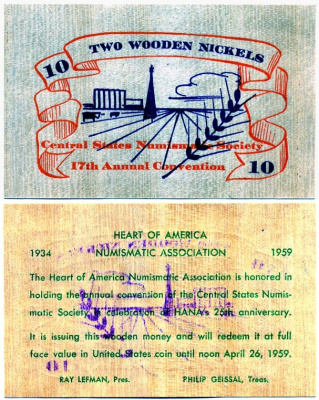 TWO WOODEN NICKELS
10
Central States Numismatic Society
17th Annual Convention
10
HEART OF AMERICA
1934 NUMISMATIC ASSOCIATION 1959
The Heart of America Numismatic Association is honored in
holding the annual convention of the Central States Numis-
matic Society in celebration of HANA's 25th anniversary.
It is issuing this wooden money and will redeem it at full
face value in United States coin until noon April 26, 1959.
RAY LEFMAN, Pres. PHILIP GEISSAL, Treas.